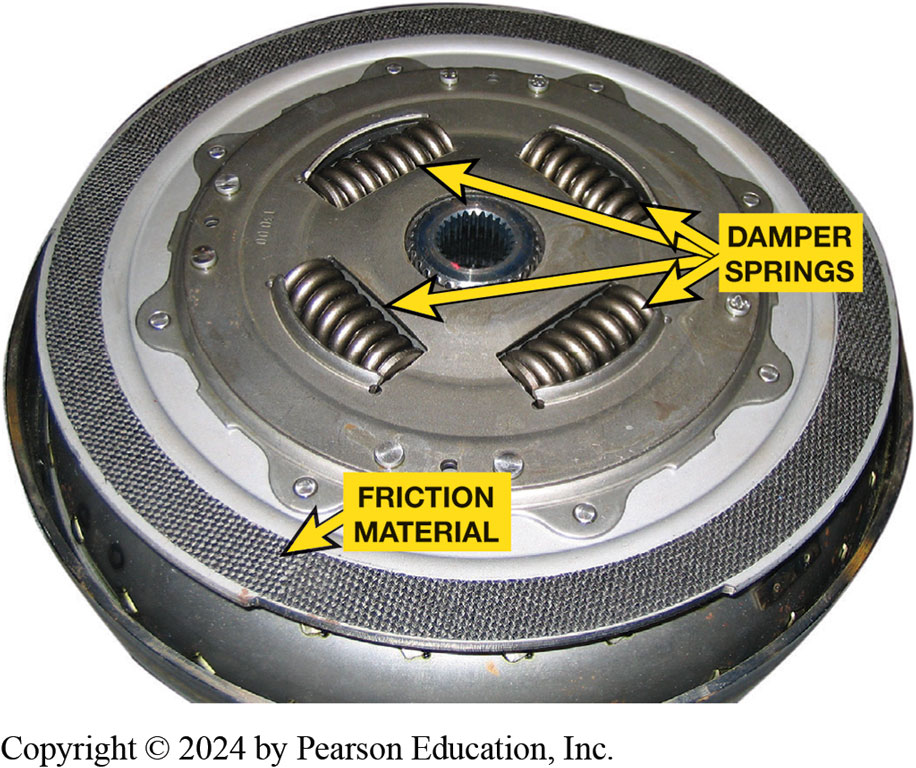 DAMPER
SPRINGS
FRICTION
MATERIAL
Copyright © 2024 by Pearson Education, Inc.